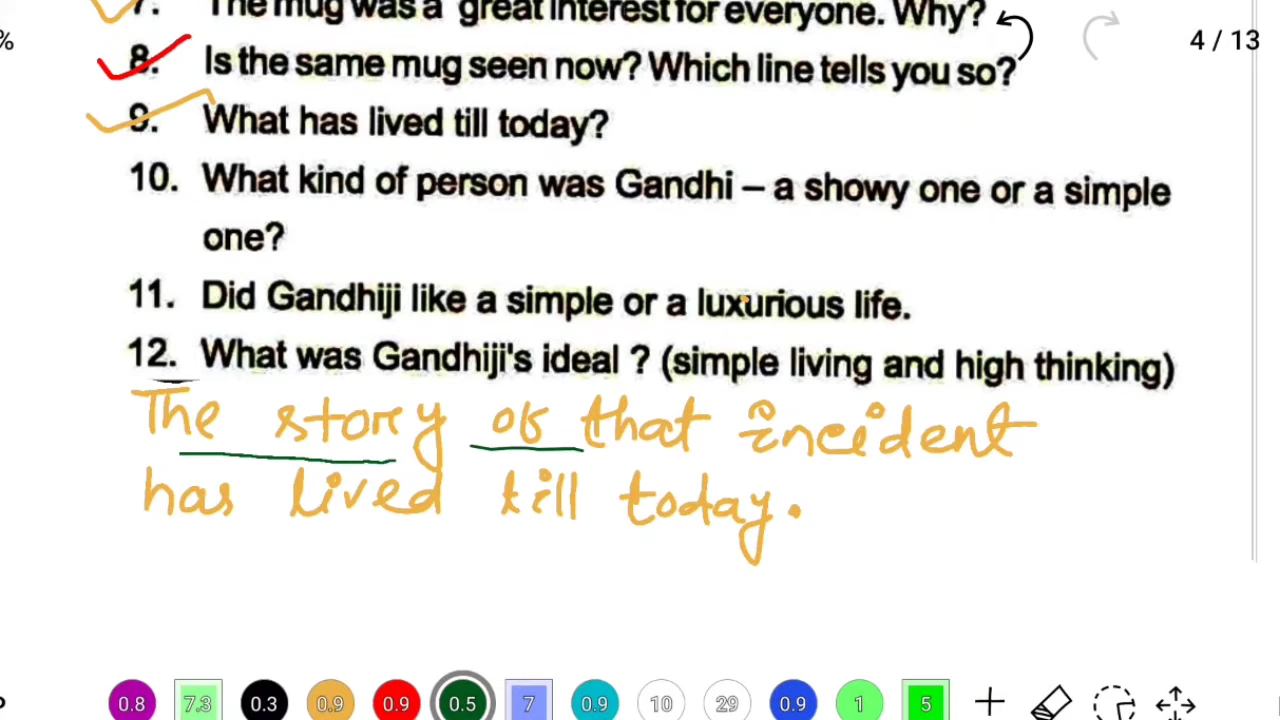 7. The mug was a great interest for everyone. Why?
% 8. Is the same mug seen now? Which line tells you so? 4 / 13
9. What has lived till today?
10. What kind of person was Gandhi – a showy one or a simple
one?
11. Did Gandhiji like a simple or a luxurious life.
12. What was Gandhiji's ideal ? (simple living and high thinking)
The story of that incident
has lived till today.
0.8 7.3 0.3 0.9 0.9 0.5 7 0.9 10 29 0.9 1 5